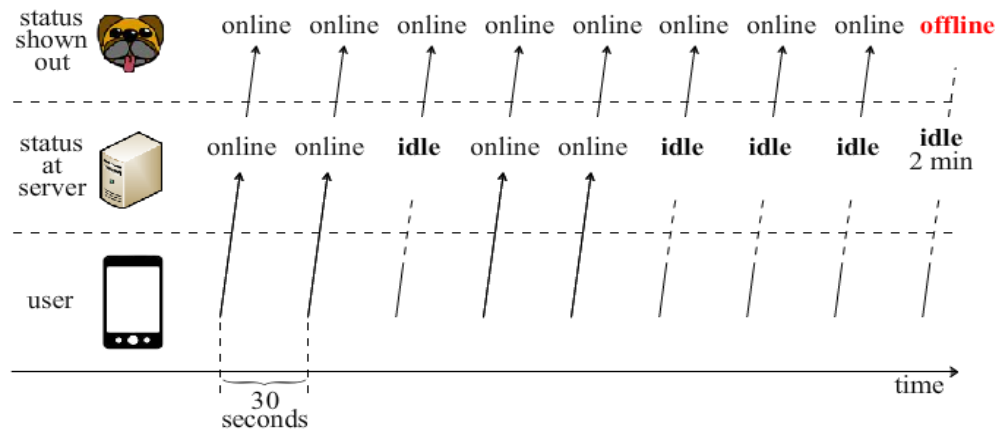 status
shown
out
online online online online online online online online offline
status
at
server
online online idle online online idle idle idle idle
2 min
user
time
30
seconds